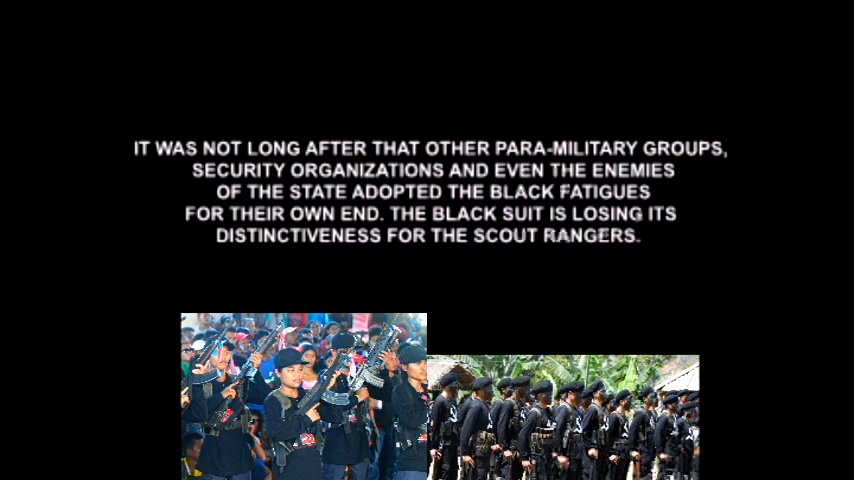 IT WAS NOT LONG AFTER THAT OTHER PARA-MILITARY GROUPS,
SECURITY ORGANIZATIONS AND EVEN THE ENEMIES
OF THE STATE ADOPTED THE BLACK FATIGUES
FOR THEIR OWN END. THE BLACK SUIT IS LOSING ITS
DISTINCTIVENESS FOR THE SCOUT RANGERS.